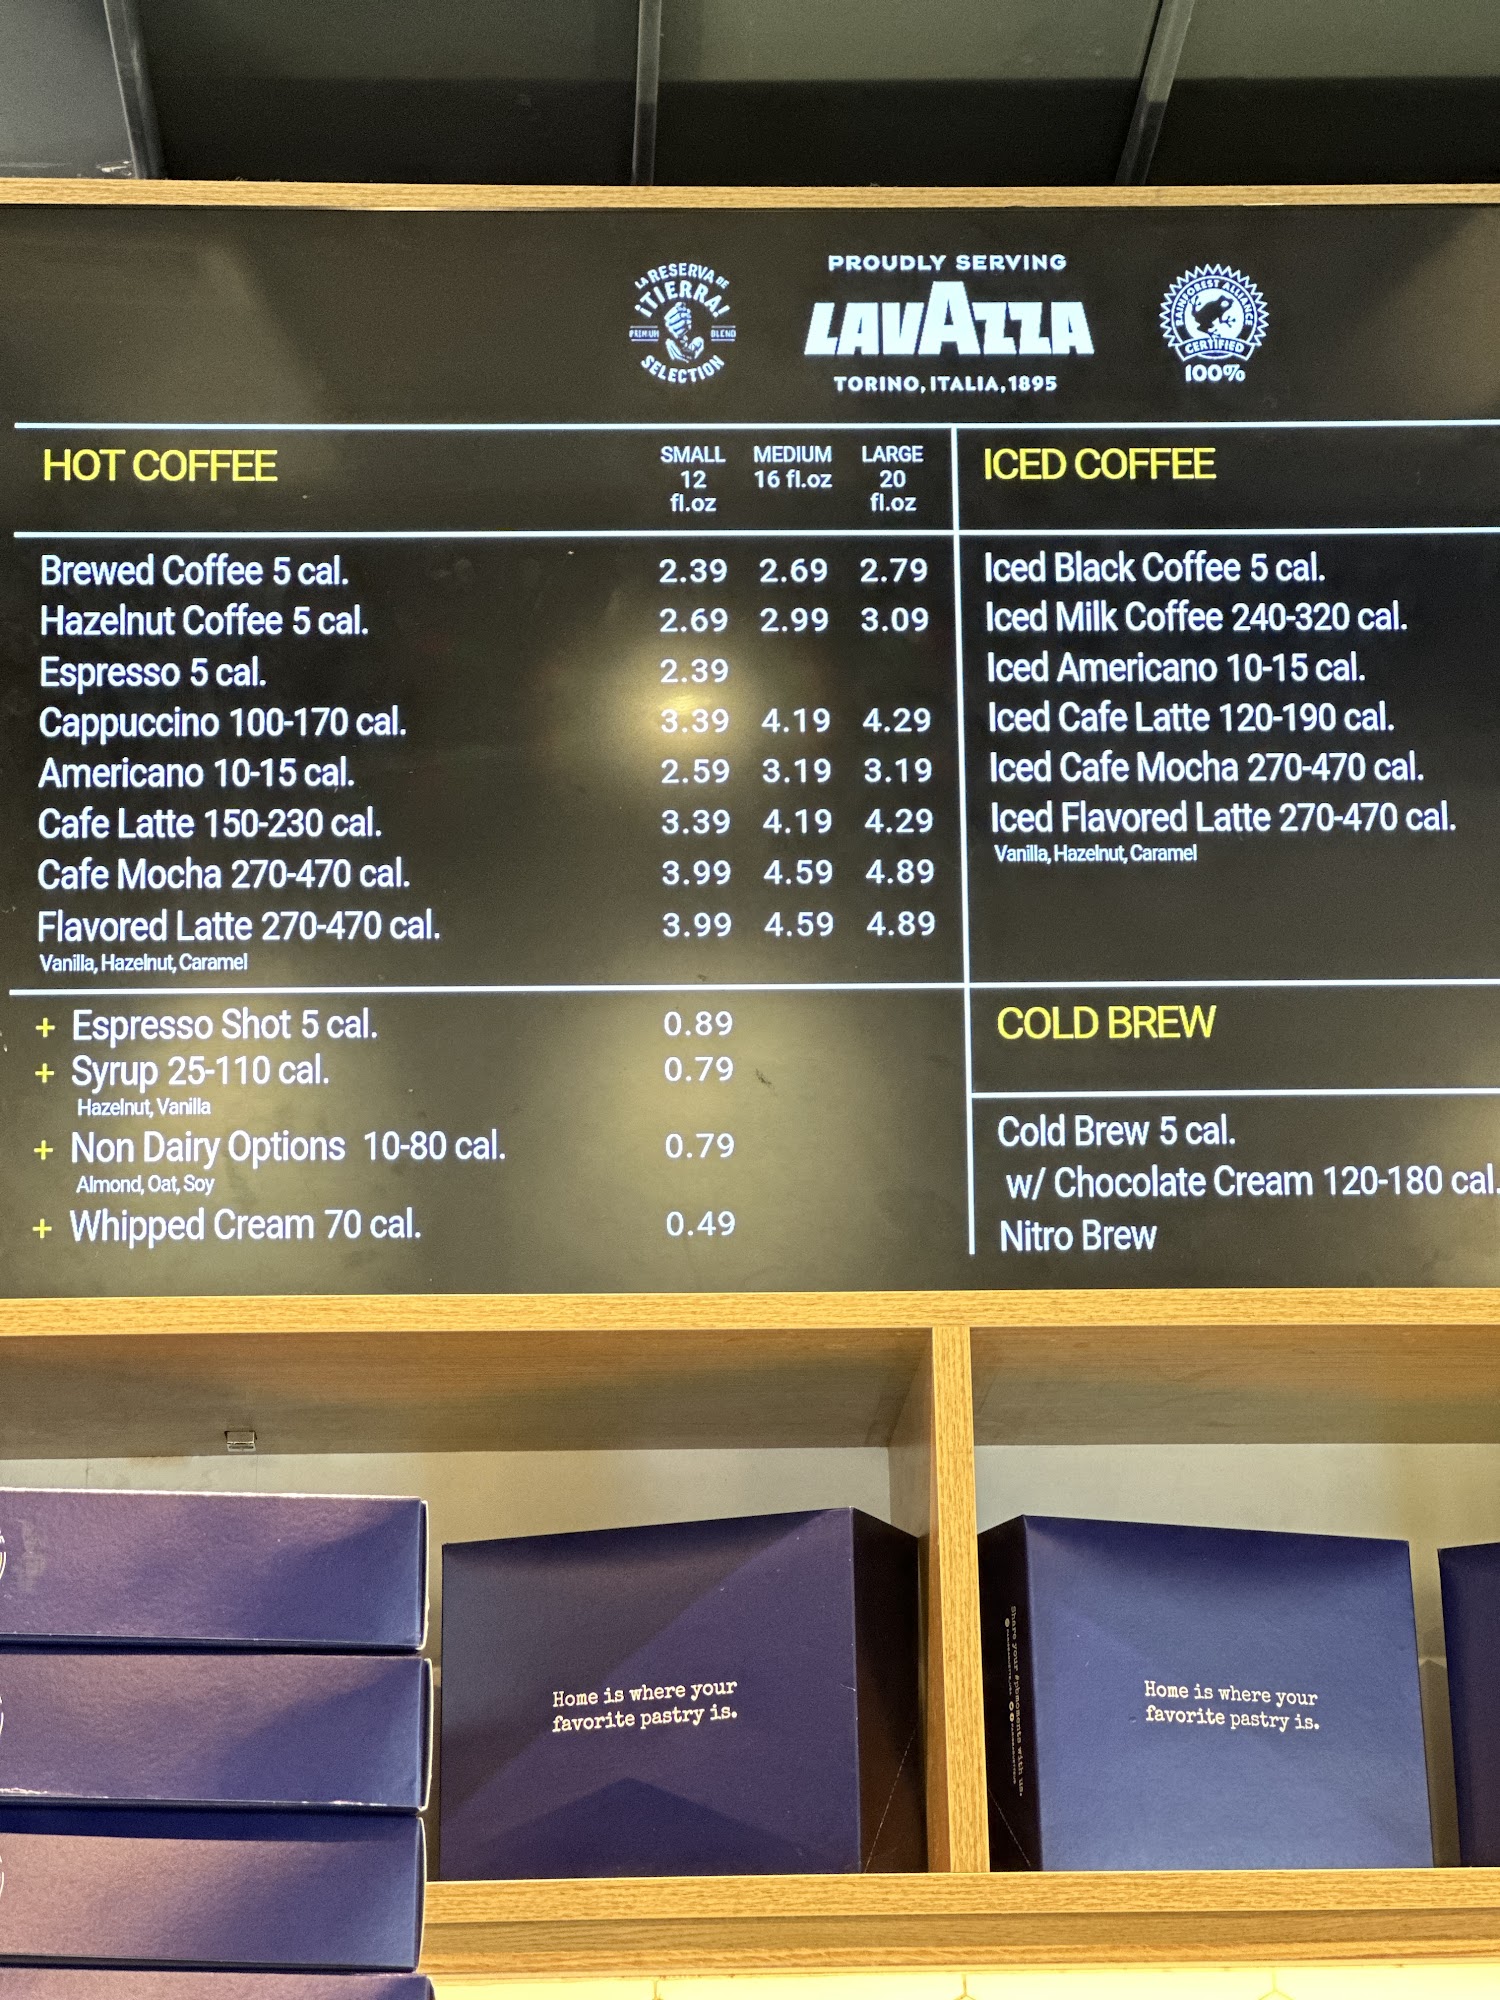 LA RESERVA DE
¡TIERRA!
PREMIUM BLEND
SELECTION
PROUDLY SERVING
LAVAZZA
TORINO, ITALIA, 1895
RAINFOREST ALLIANCE
CERTIFIED
100%
HOT COFFEE
SMALL 12 fl.oz
MEDIUM 16 fl.oz
LARGE 20 fl.oz
Brewed Coffee 5 cal. 2.39 2.69 2.79
Hazelnut Coffee 5 cal. 2.69 2.99 3.09
Espresso 5 cal. 2.39
Cappuccino 100-170 cal. 3.39 4.19 4.29
Americano 10-15 cal. 2.59 3.19 3.19
Cafe Latte 150-230 cal. 3.39 4.19 4.29
Cafe Mocha 270-470 cal. 3.99 4.59 4.89
Flavored Latte 270-470 cal. 3.99 4.59 4.89
Vanilla, Hazelnut, Caramel
+ Espresso Shot 5 cal. 0.89
+ Syrup 25-110 cal. 0.79
Hazelnut, Vanilla
+ Non Dairy Options 10-80 cal. 0.79
Almond, Oat, Soy
+ Whipped Cream 70 cal. 0.49
ICED COFFEE
Iced Black Coffee 5 cal.
Iced Milk Coffee 240-320 cal.
Iced Americano 10-15 cal.
Iced Cafe Latte 120-190 cal.
Iced Cafe Mocha 270-470 cal.
Iced Flavored Latte 270-470 cal.
Vanilla, Hazelnut, Caramel
COLD BREW
Cold Brew 5 cal.
w/ Chocolate Cream 120-180 cal.
Nitro Brew
Home is where your
favorite pastry is.
Share your #pbmoments with us.
Home is where your
favorite pastry is.